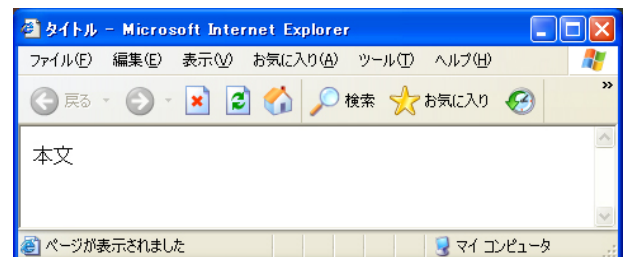 タイトル - Microsoft Internet Explorer
ファイル(F) 編集(E) 表示(V) お気に入り(A) ツール(T) ヘルプ(H)
戻る 検索 お気に入り »
本文
ページが表示されました マイ コンピュータ